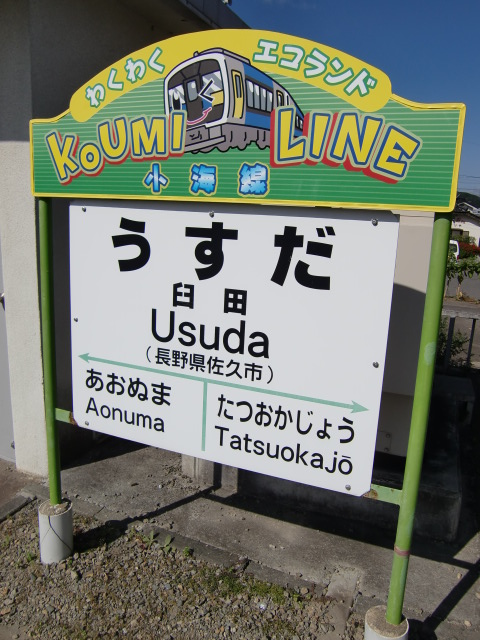 わくわく エコランド
KOUMI LINE
小海線
うすだ
臼田
Usuda
(長野県佐久市)
あおぬま
Aonuma
たつおかじょう
Tatsuokajō